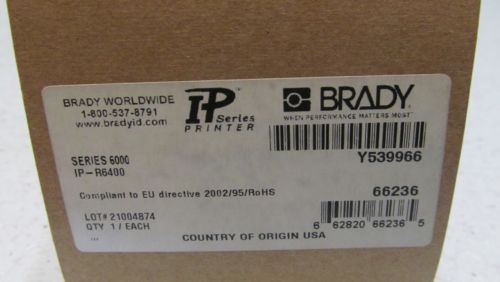 BRADY WORLDWIDE
1-800-537-8791
www.bradyid.com
IP Series
PRINTER
BRADY
WHEN PERFORMANCE MATTERS MOST
Y539966
SERIES 6000
IP-R6400
Compliant to EU directive 2002/95/RoHS
66236
LOT# 21004874
QTY 1 / EACH
6 62820 66236 5
...
COUNTRY OF ORIGIN USA